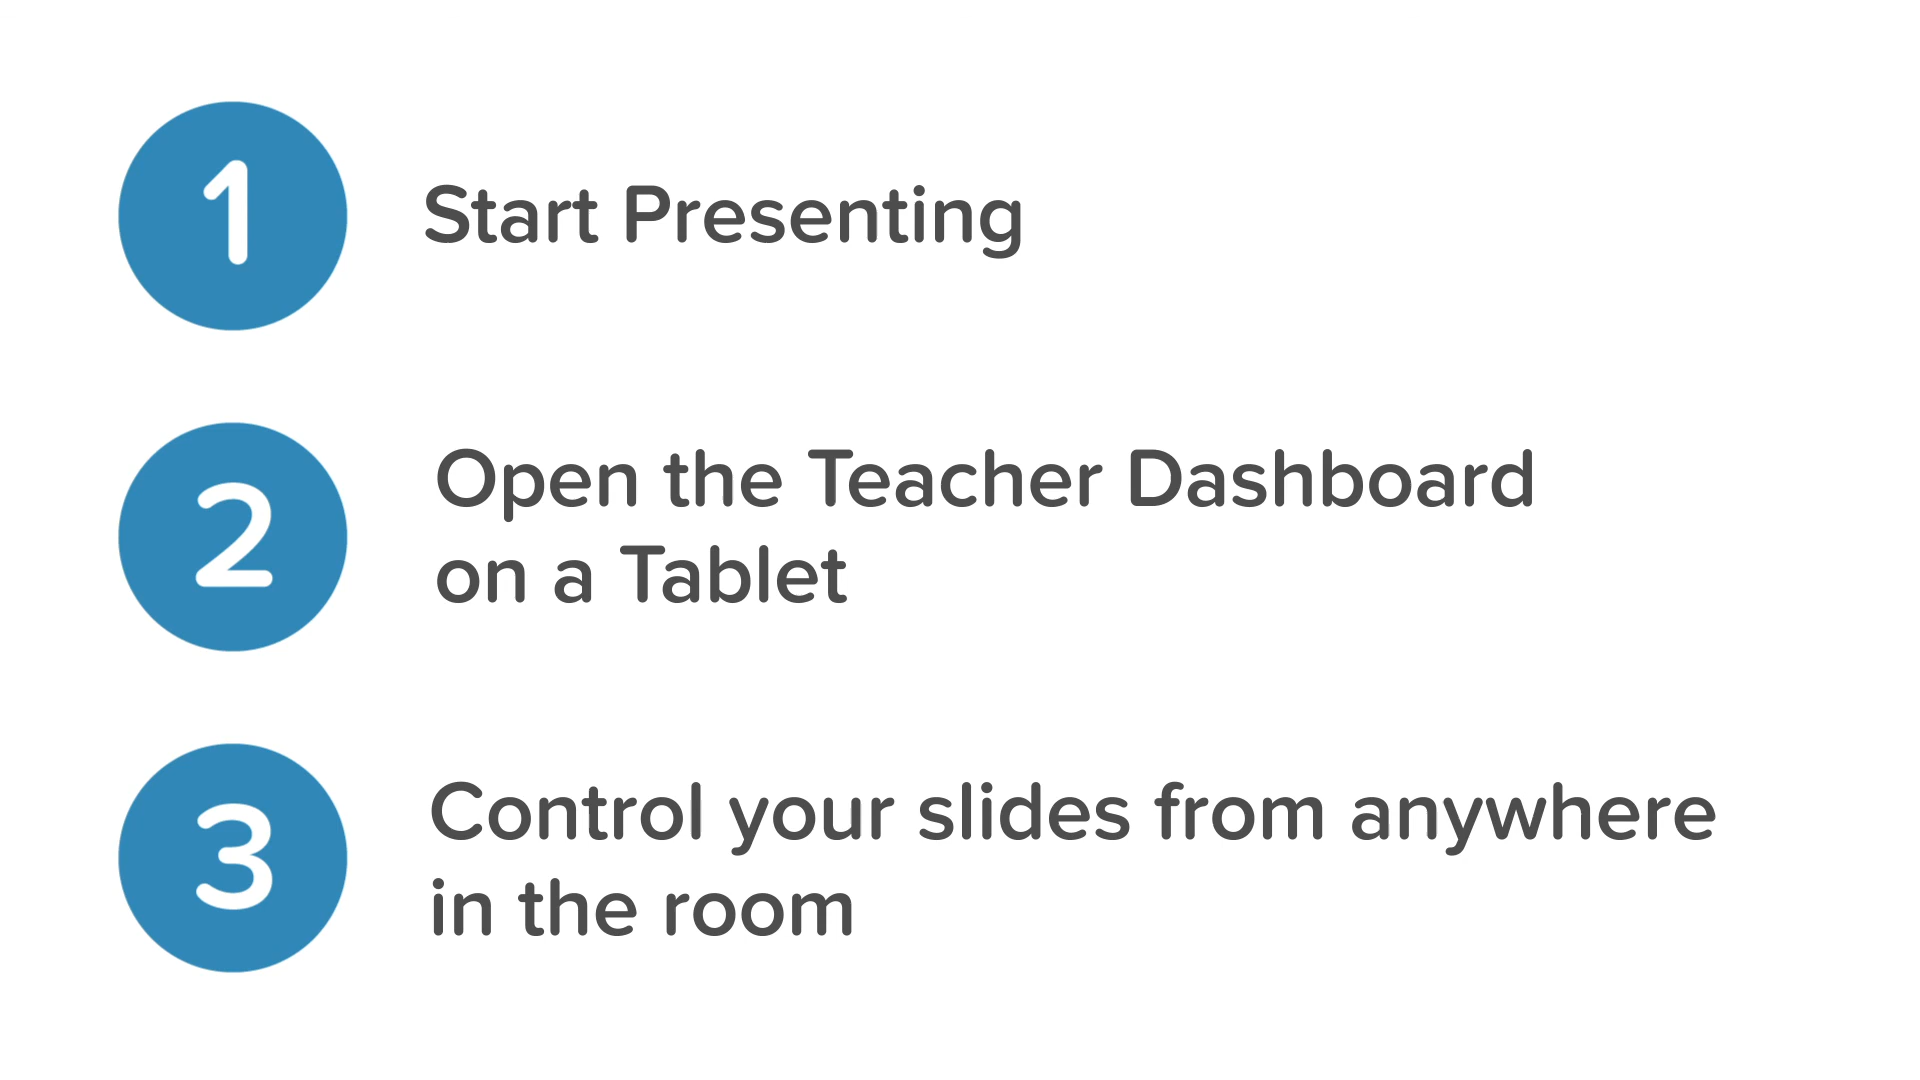 1
Start Presenting
2
Open the Teacher Dashboard
on a Tablet
3
Control your slides from anywhere
in the room